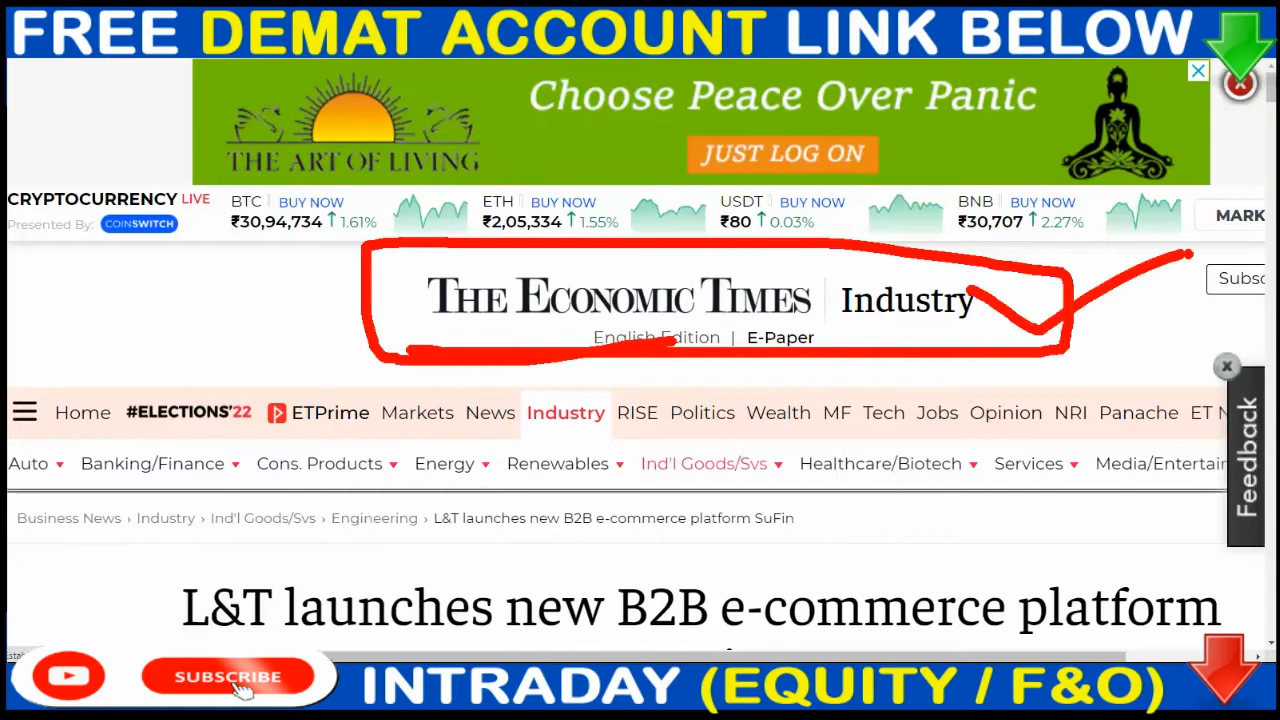 FREE DEMAT ACCOUNT LINK BELOW
Choose Peace Over Panic
THE ART OF LIVING
JUST LOG ON
CRYPTOCURRENCY LIVE
Presented By: COINSWITCH
BTC BUY NOW
₹30,94,734 1.61%
ETH BUY NOW
₹2,05,334 1.55%
USDT BUY NOW
₹80 0.03%
BNB BUY NOW
₹30,707 2.27%
MARK
THE ECONOMIC TIMES | Industry
Subsc
English Edition | E-Paper
Feedback
Home #ELECTIONS'22 ETPrime Markets News Industry RISE Politics Wealth MF Tech Jobs Opinion NRI Panache ET N
Auto Banking/Finance Cons. Products Energy Renewables Ind'l Goods/Svs Healthcare/Biotech Services Media/Entertain
Business News › Industry › Ind'l Goods/Svs › Engineering › L&T launches new B2B e-commerce platform SuFin
L&T launches new B2B e-commerce platform
SUBSCRIBE
INTRADAY (EQUITY / F&O)